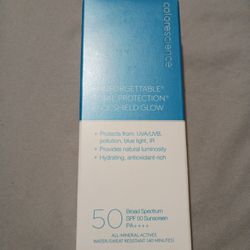 colorescience
UNFORGETTABLE®
TOTAL PROTECTION®
FACE SHIELD GLOW
• Protects from: UVA/UVB,
pollution, blue light, IR
• Provides natural luminosity
• Hydrating, antioxidant-rich
50
Broad Spectrum
SPF 50 Sunscreen
PA++++
ALL MINERAL ACTIVES
WATER/SWEAT RESISTANT (40 MINUTES)